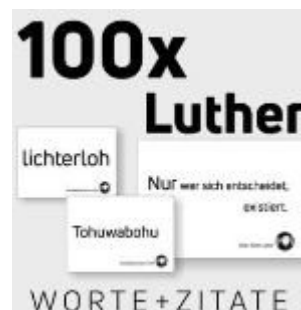 100x
Luther
lichterloh
Nur wer sich entscheidet,
existiert.
Tohuwabohu
WORTE+ZITATE